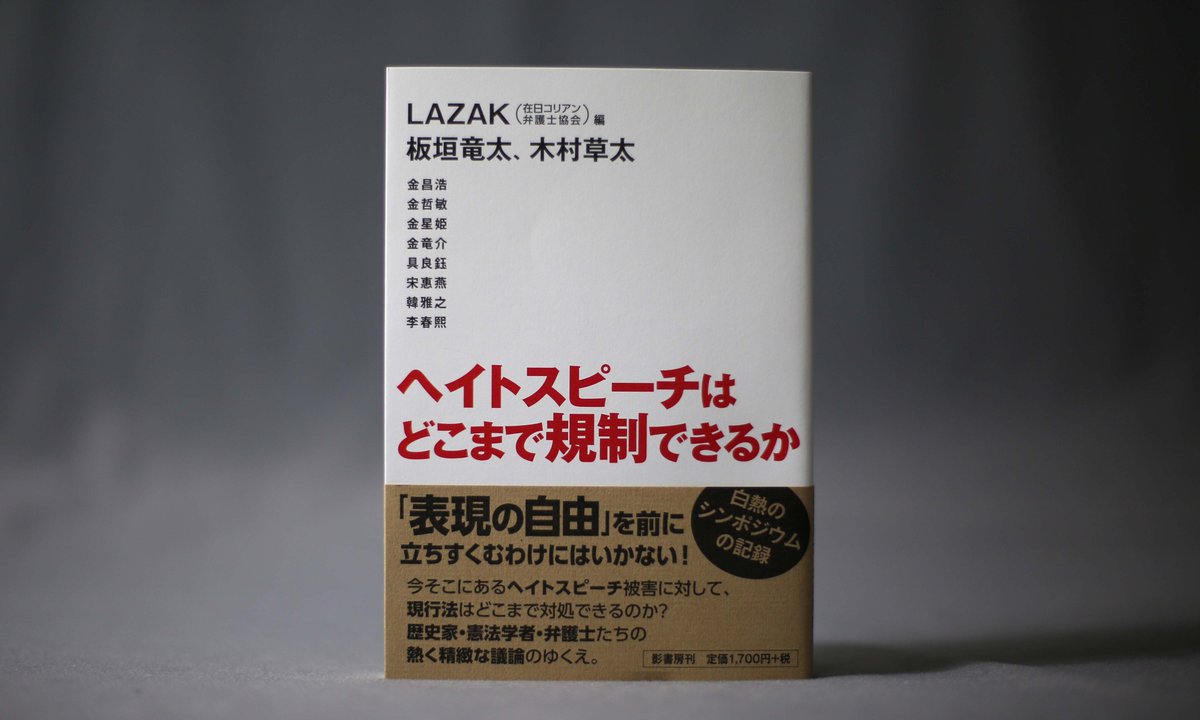 LAZAK(在日コリアン弁護士協会)編
板垣竜太、木村草太
金昌浩
金哲敏
金星姫
金竜介
具良鈺
宋惠燕
韓雅之
李春熙
ヘイトスピーチは
どこまで規制できるか
「表現の自由」を前に
立ちすくむわけにはいかない!
白熱の
シンポジウム
の記録
今そこにあるヘイトスピーチ被害に対して、
現行法はどこまで対処できるのか?
歴史家・憲法学者・弁護士たちの
熱く精緻な議論のゆくえ。
影書房刊 定価1,700円+税